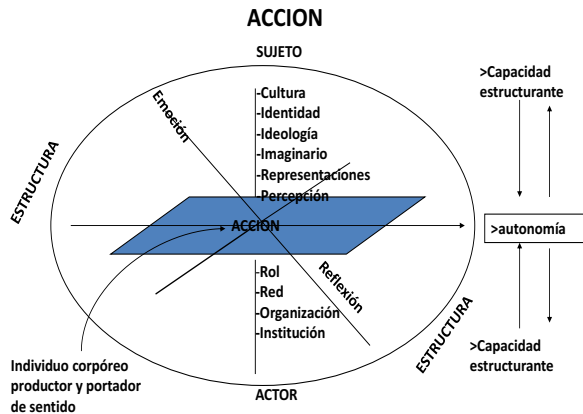 ACCION
SUJETO
>Capacidad
estructurante
Emoción
-Cultura
-Identidad
-Ideología
-Imaginario
-Representaciones
-Percepción
ESTRUCTURA
ACCION
>autonomía
-Rol
-Red
-Organización
-Institución
Reflexión
ESTRUCTURA
Individuo corpóreo
productor y portador
de sentido
ACTOR
>Capacidad
estructurante